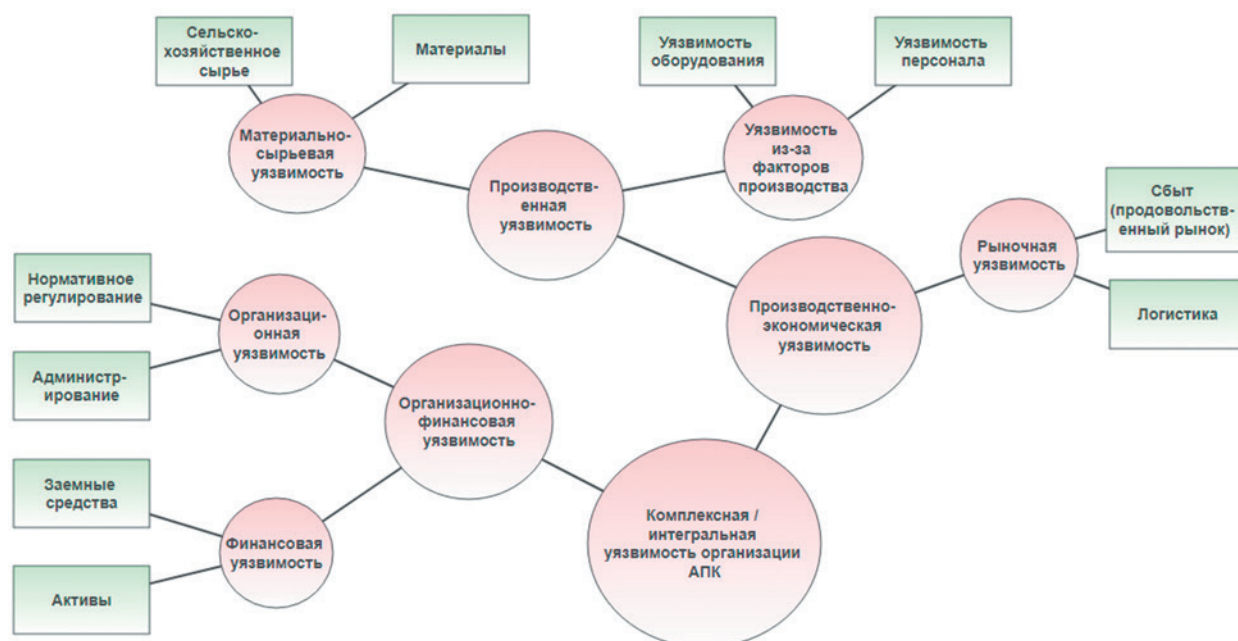 Сельско-
хозяйственное
сырье
Материалы
Уязвимость
оборудования
Уязвимость
персонала
Материально-
сырьевая
уязвимость
Уязвимость
из-за
факторов
производства
Производств-
енная
уязвимость
Сбыт
(продовольств-
енный рынок)
Рыночная
уязвимость
Логистика
Нормативное
регулирование
Организаци-
онная
уязвимость
Администр-
ирование
Производственно-
экономическая
уязвимость
Организационно-
финансовая
уязвимость
Заемные
средства
Финансовая
уязвимость
Активы
Комплексная /
интегральная
уязвимость организации
АПК